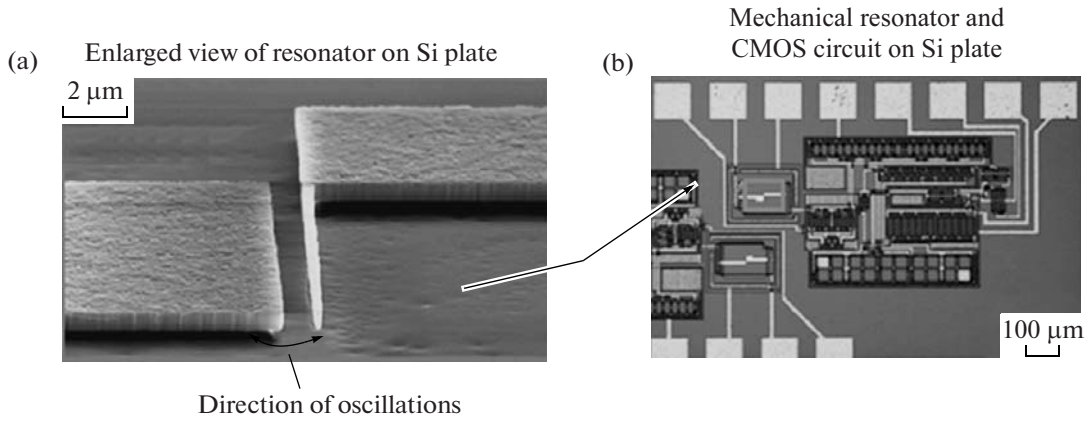 (a)
Enlarged view of resonator on Si plate
2 μm
Direction of oscillations
(b)
Mechanical resonator and
CMOS circuit on Si plate
100 μm